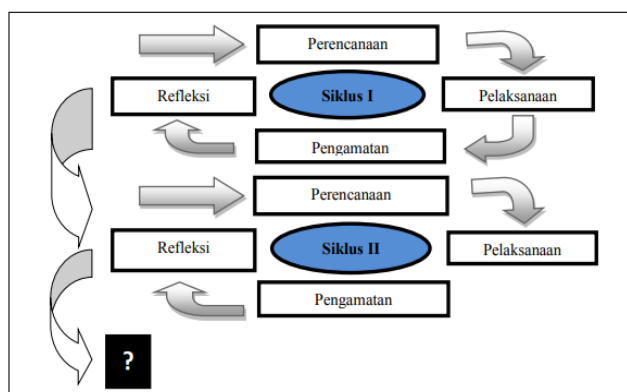 Perencanaan
Refleksi
Siklus I
Pelaksanaan
Pengamatan
Perencanaan
Refleksi
Siklus II
Pelaksanaan
Pengamatan
?